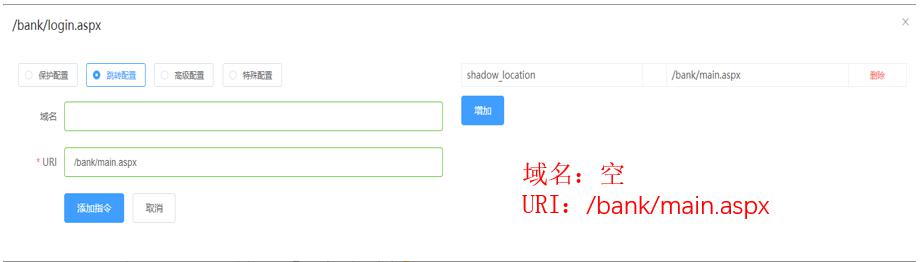 /bank/login.aspx
保护配置 跳转配置 高级配置 特殊配置
shadow_location /bank/main.aspx 删除
域名
增加
* URI /bank/main.aspx
添加指令 取消
域名：空
URI：/bank/main.aspx